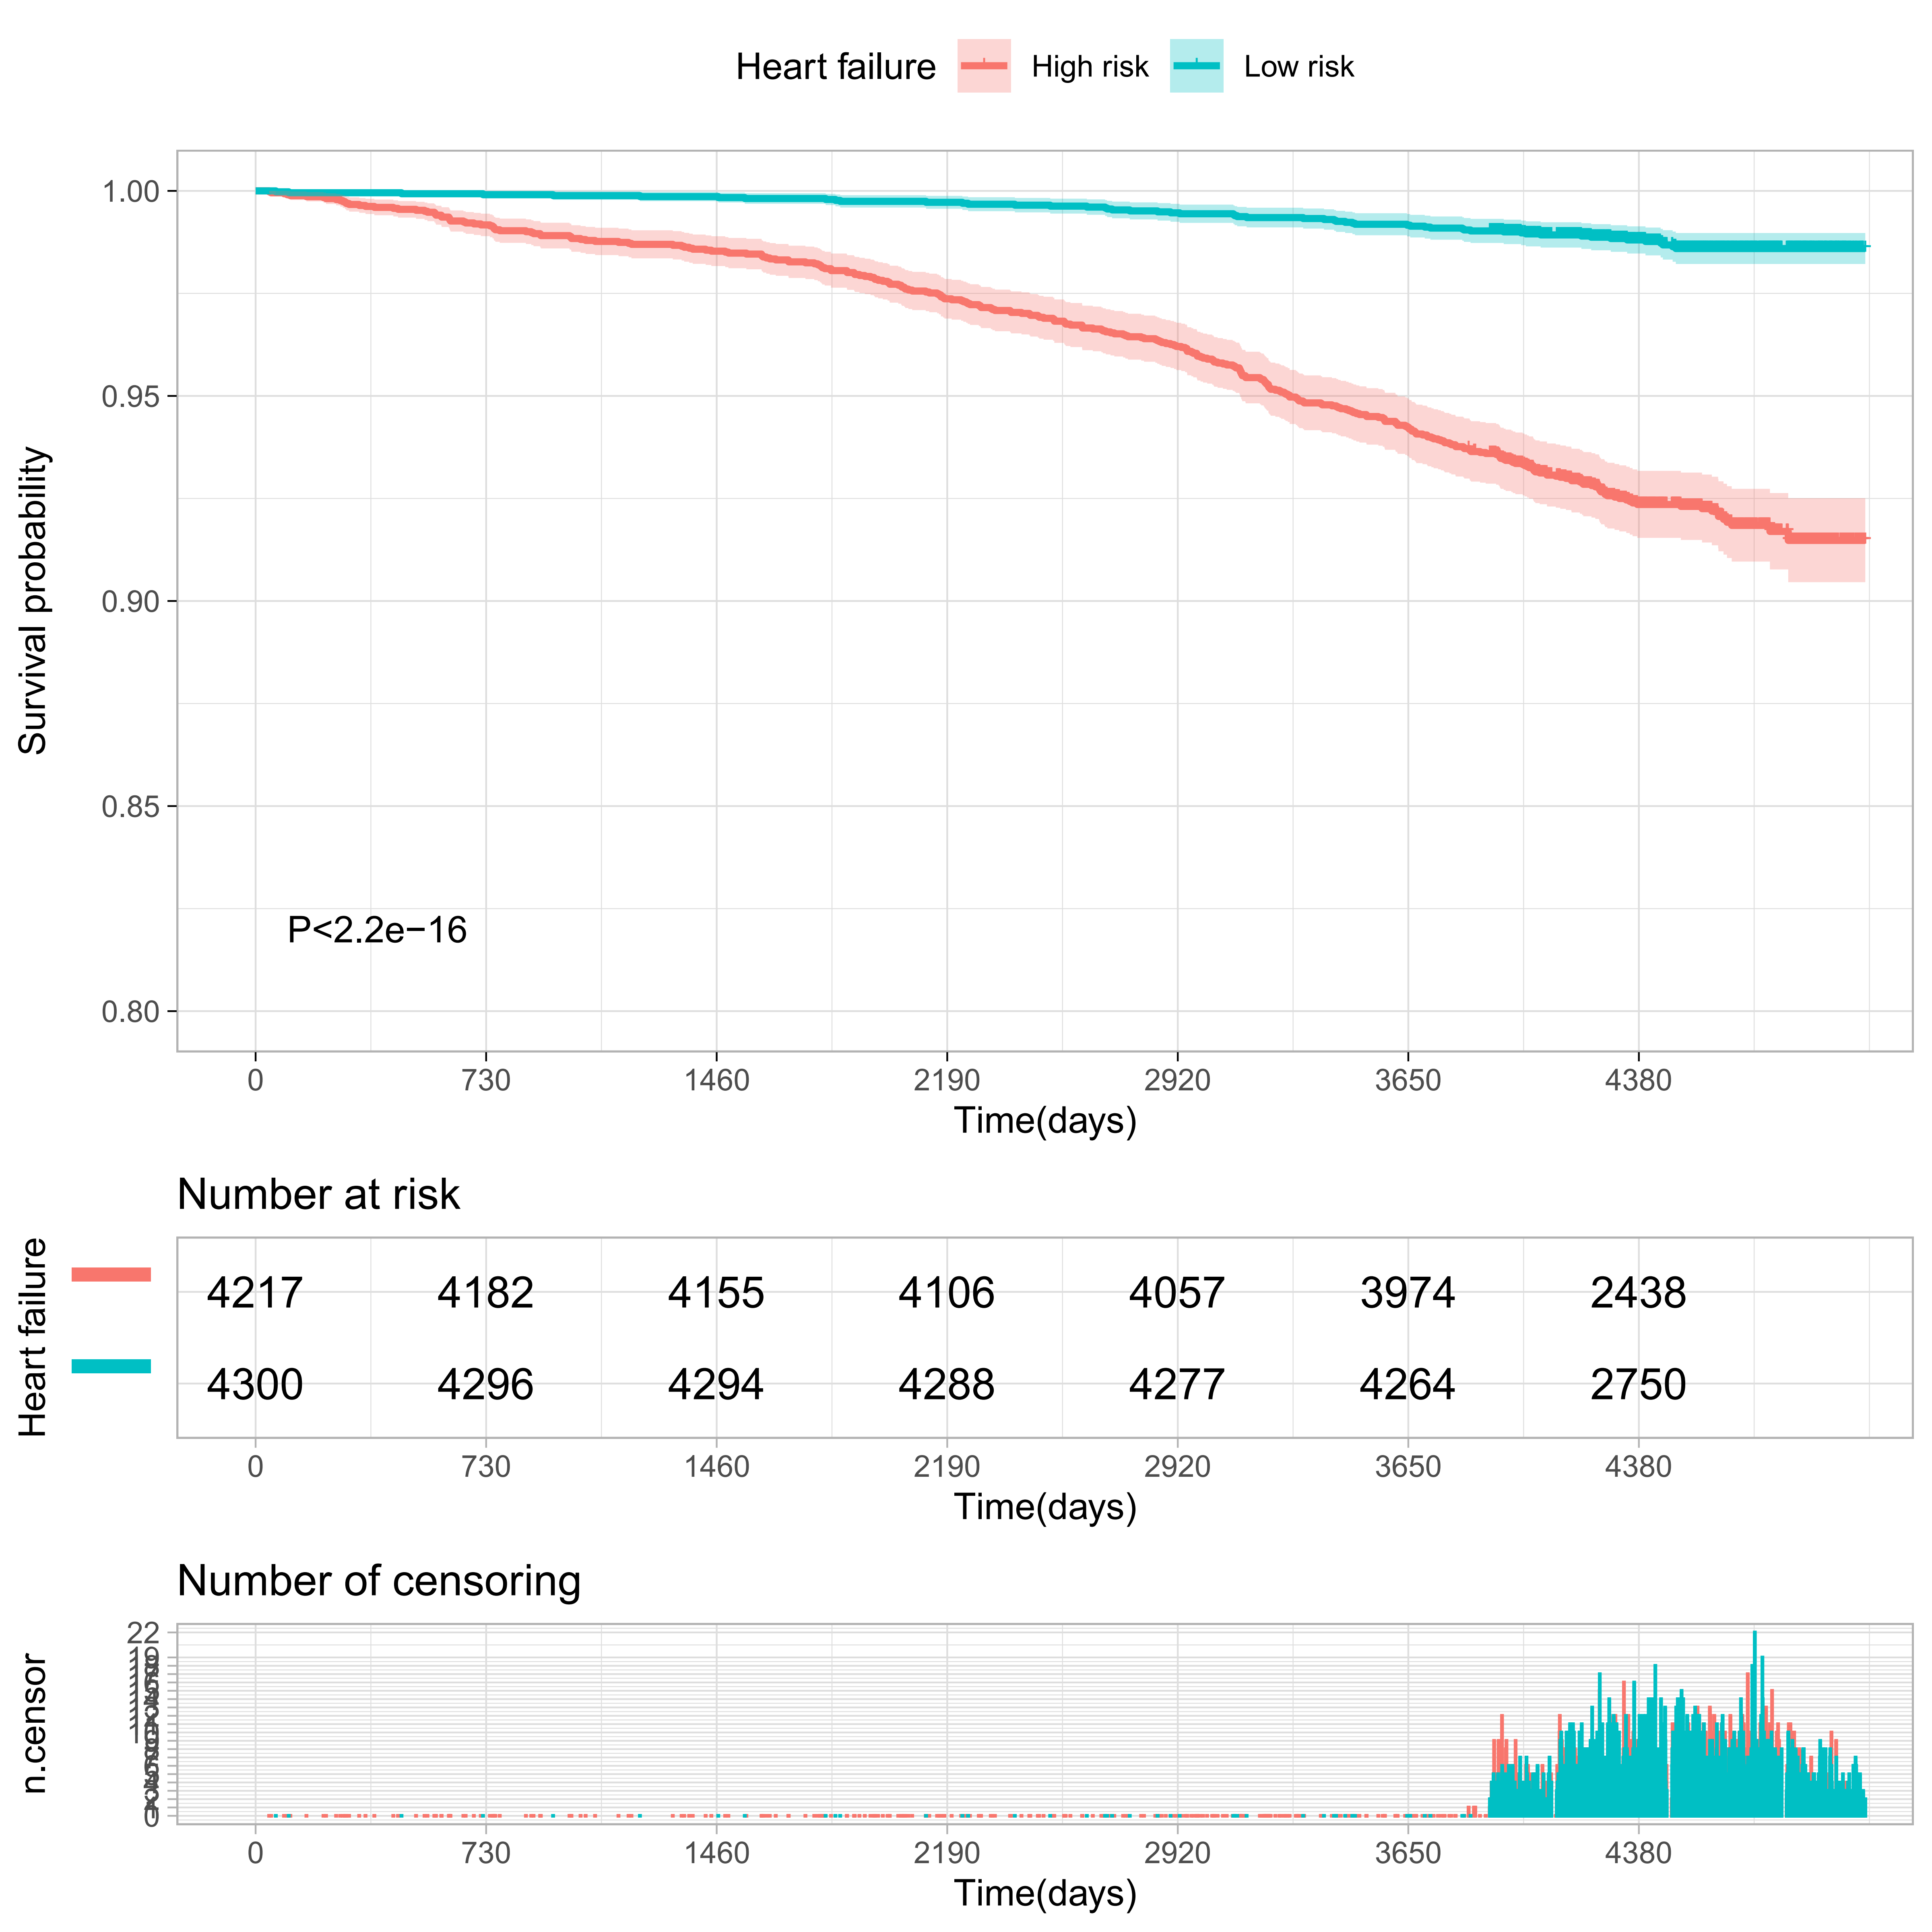 Heart failure High risk Low risk
Survival probability
1.00
0.95
0.90
0.85
0.80
P<2.2e−16
0 730 1460 2190 2920 3650 4380
Time(days)
Number at risk
Heart failure
4217 4182 4155 4106 4057 3974 2438
4300 4296 4294 4288 4277 4264 2750
0 730 1460 2190 2920 3650 4380
Time(days)
Number of censoring
n.censor
22
0
0 730 1460 2190 2920 3650 4380
Time(days)